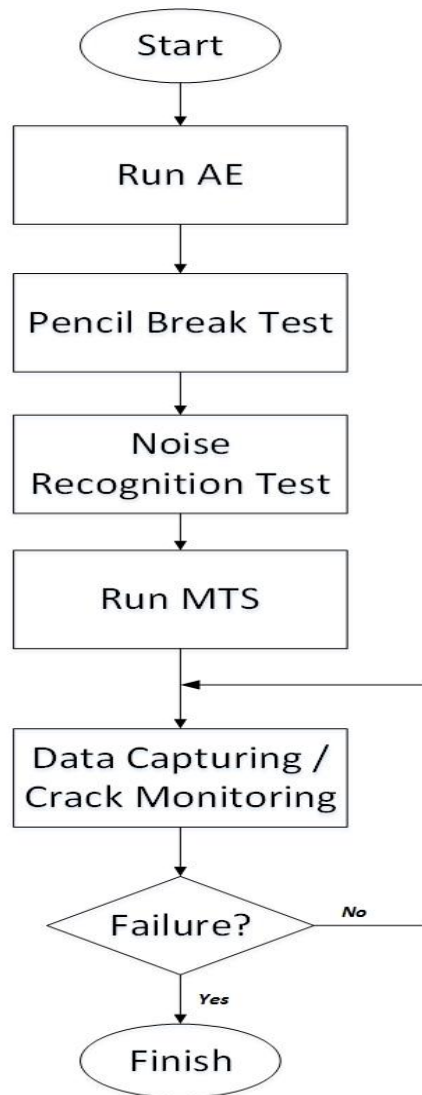 Start
Run AE
Pencil Break Test
Noise
Recognition Test
Run MTS
Data Capturing /
Crack Monitoring
Failure?
No
Yes
Finish